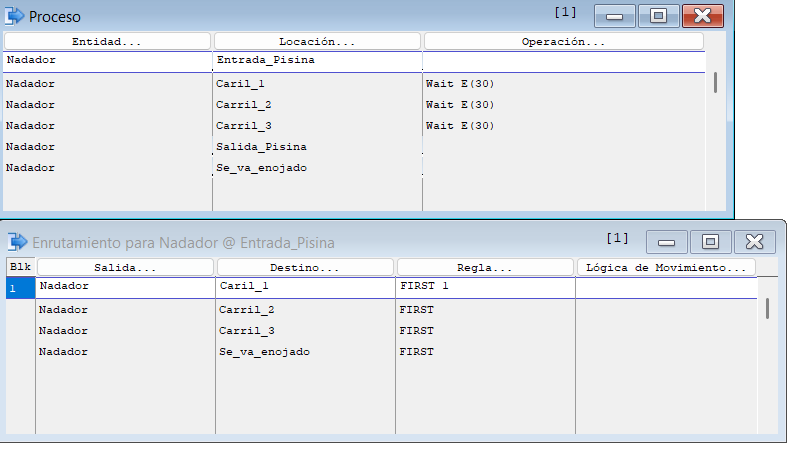 Proceso [1]
Entidad... Locación... Operación...
Nadador Entrada_Pisina
Nadador Caril_1 Wait E(30)
Nadador Carril_2 Wait E(30)
Nadador Carril_3 Wait E(30)
Nadador Salida_Pisina
Nadador Se_va_enojado
Enrutamiento para Nadador @ Entrada_Pisina [1]
Blk Salida... Destino... Regla... Lógica de Movimiento...
1 Nadador Caril_1 FIRST 1
Nadador Carril_2 FIRST
Nadador Carril_3 FIRST
Nadador Se_va_enojado FIRST